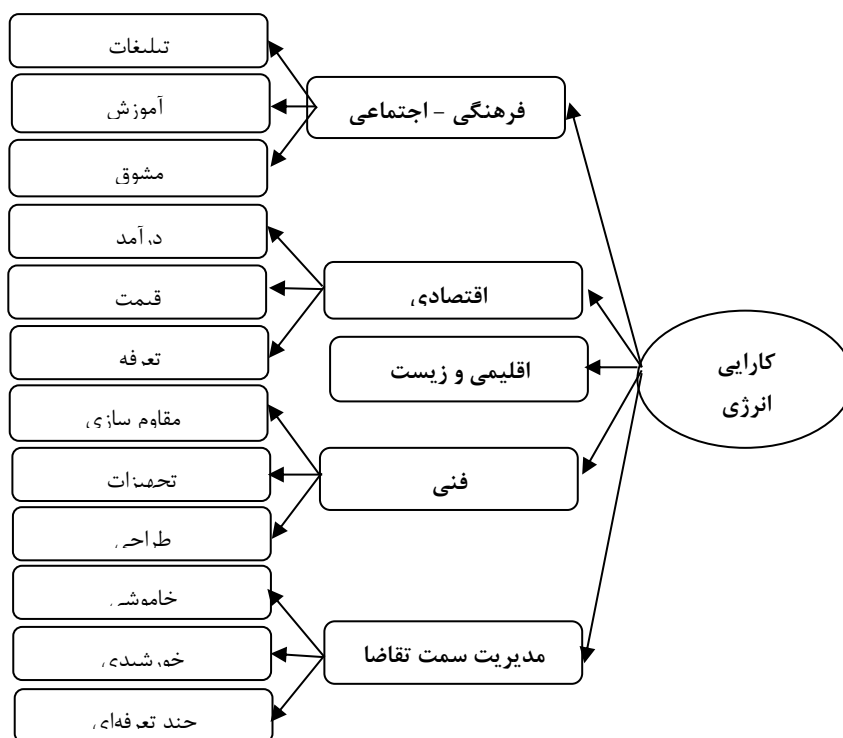 کارایی
انرژی
فرهنگی – اجتماعی
تبلیغات
آموزش
مشوق
اقتصادی
درآمد
قیمت
تعرفه
اقلیمی و زیست
فنی
مقاوم سازی
تجهیزات
طراحی
مدیریت سمت تقاضا
خاموشی
خورشیدی
چند تعرفه‌ای